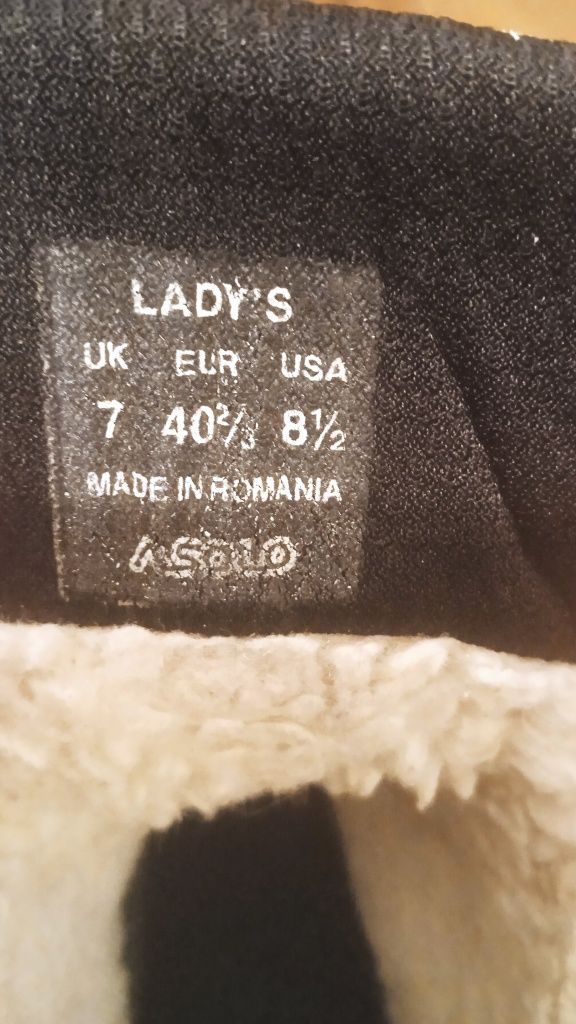 LADY'S
UK EUR USA
7 40⅔ 8½
MADE IN ROMANIA
ASOLO